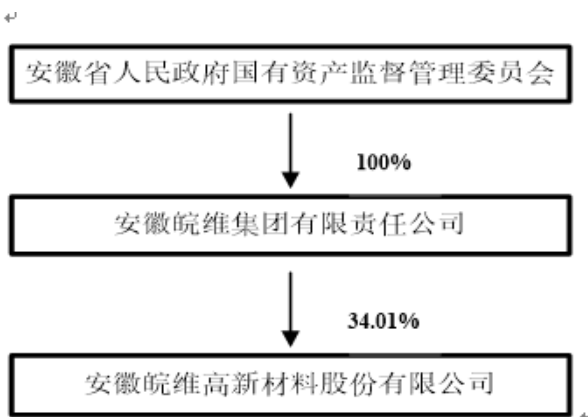 安徽省人民政府国有资产监督管理委员会
100%
安徽皖维集团有限责任公司
34.01%
安徽皖维高新材料股份有限公司